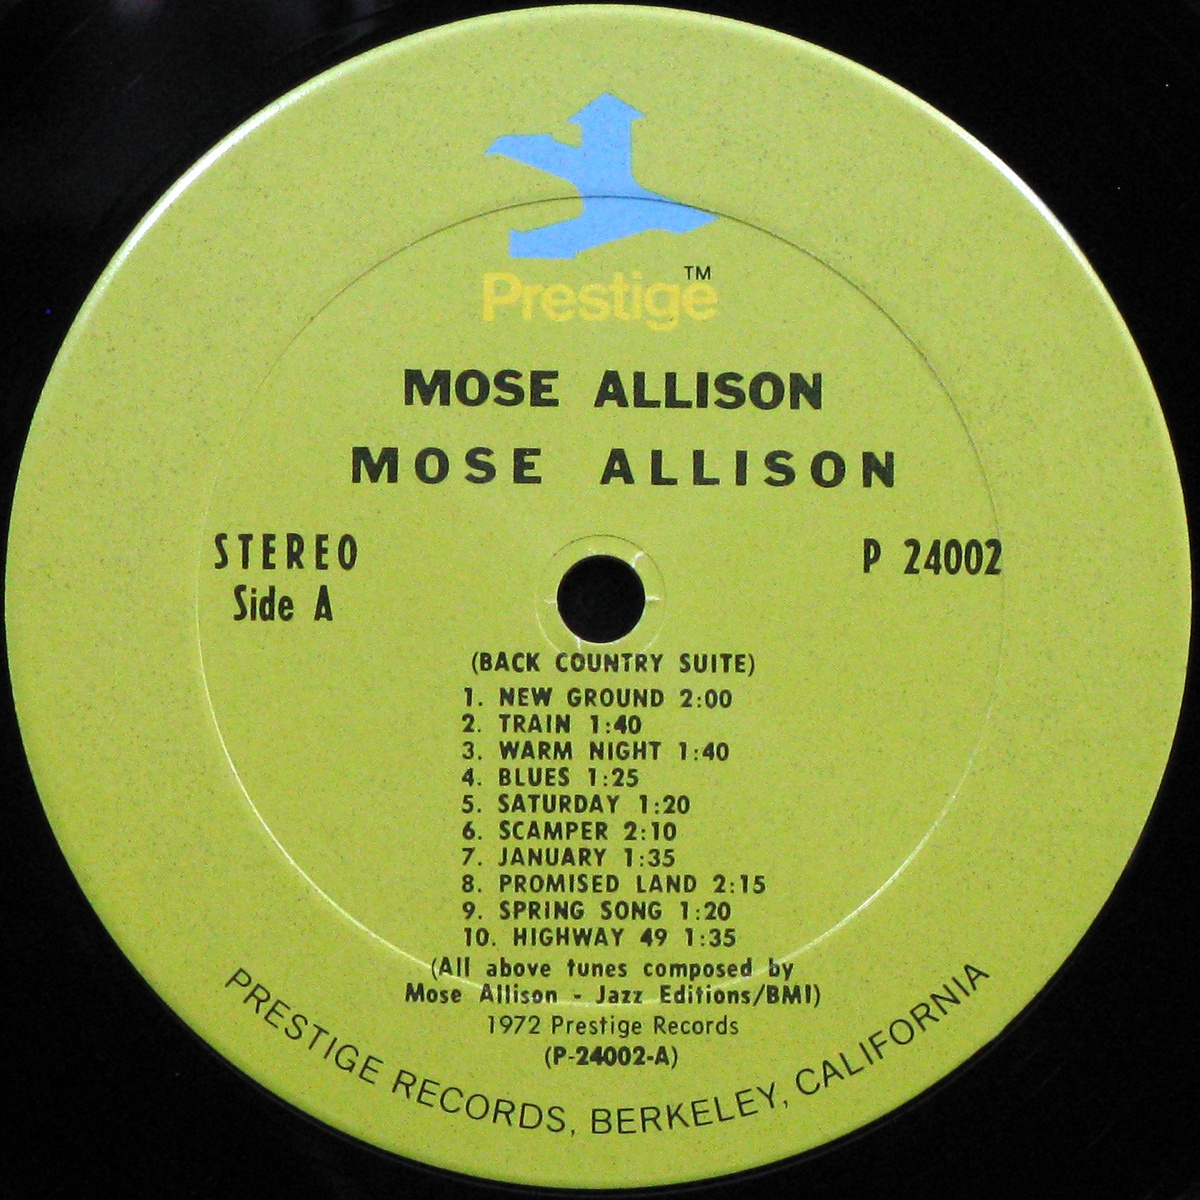 Prestige™
MOSE ALLISON
MOSE ALLISON
STEREO
Side A
P 24002
(BACK COUNTRY SUITE)
1. NEW GROUND 2:00
2. TRAIN 1:40
3. WARM NIGHT 1:40
4. BLUES 1:25
5. SATURDAY 1:20
6. SCAMPER 2:10
7. JANUARY 1:35
8. PROMISED LAND 2:15
9. SPRING SONG 1:20
10. HIGHWAY 49 1:35
(All above tunes composed by
Mose Allison - Jazz Editions/BMI)
1972 Prestige Records
(P-24002-A)
PRESTIGE RECORDS, BERKELEY, CALIFORNIA